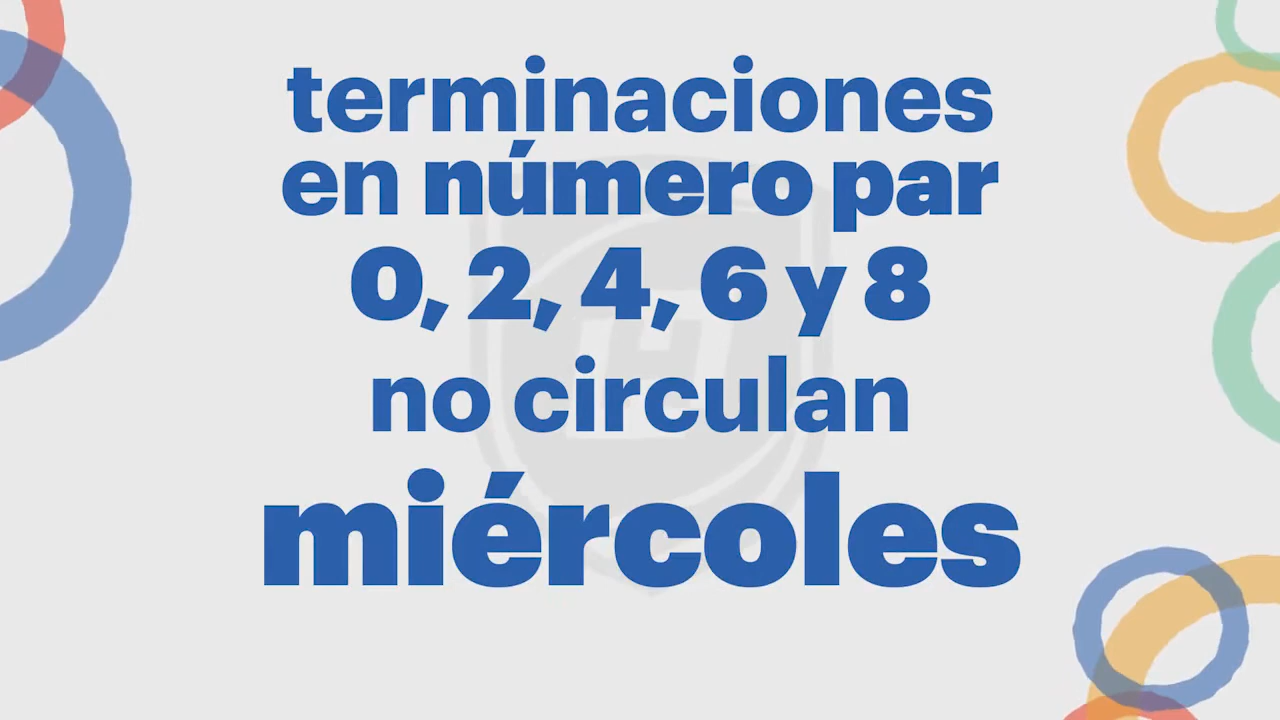 terminaciones
en número par
0, 2, 4, 6 y 8
no circulan
miércoles